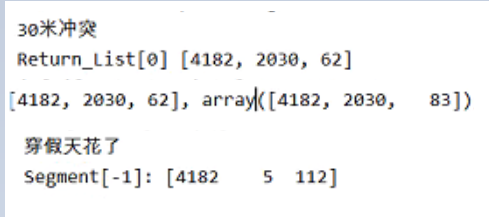 30米冲突
Return_List[0] [4182, 2030, 62]
[4182, 2030, 62], array([4182, 2030,   83])
穿假天花了
Segment[-1]: [4182    5  112]